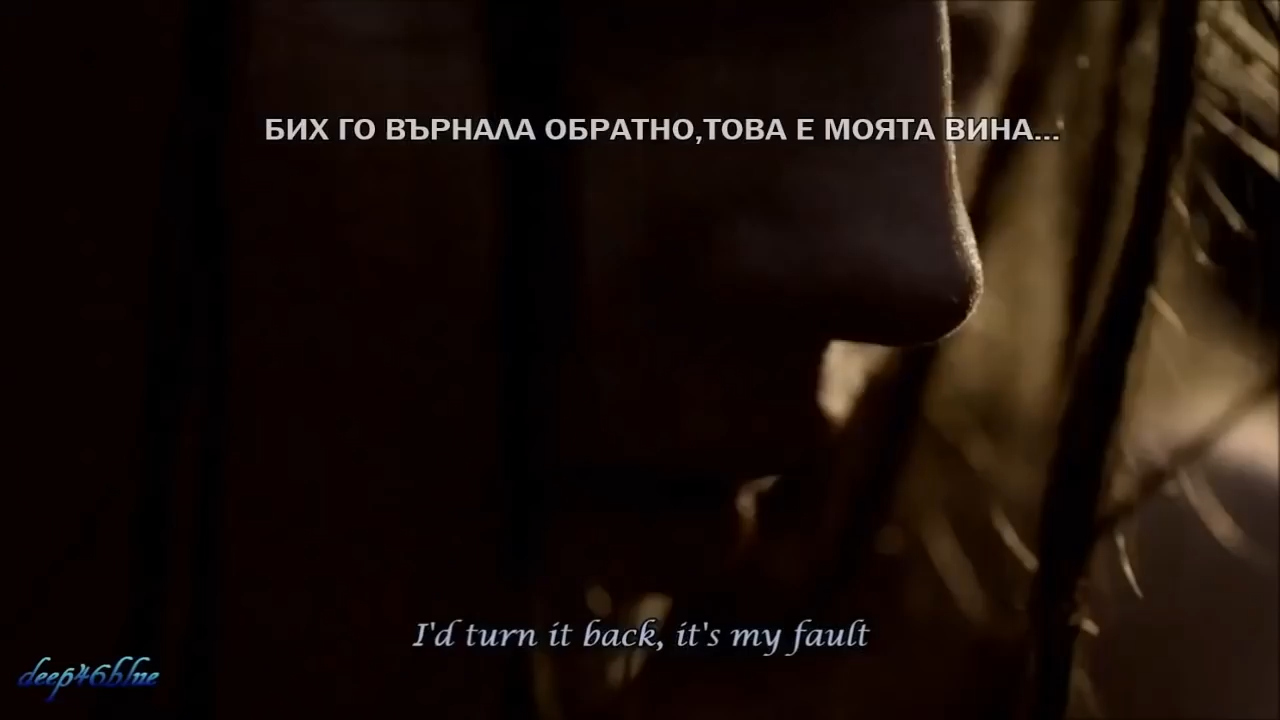 БИХ ГО ВЪРНАЛА ОБРАТНО,ТОВА Е МОЯТА ВИНА...
I'd turn it back, it's my fault
deep46blue